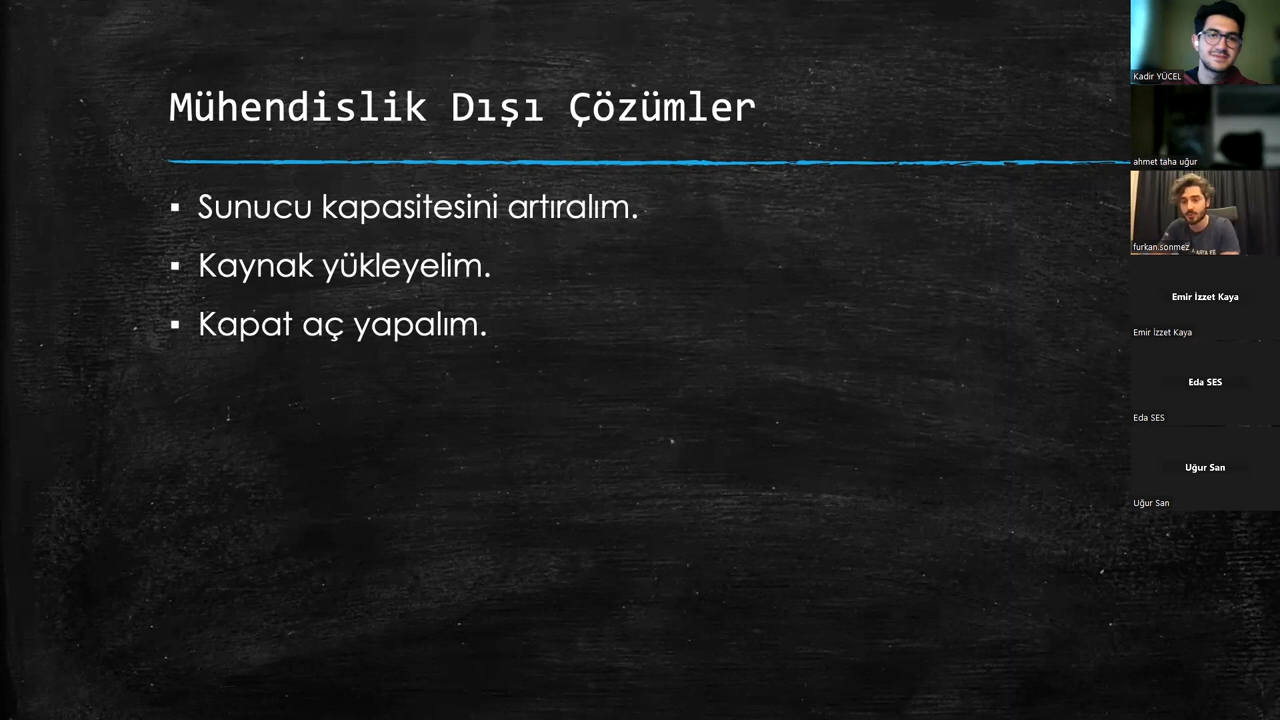 Mühendislik Dışı Çözümler
▪ Sunucu kapasitesini artıralım.
▪ Kaynak yükleyelim.
▪ Kapat aç yapalım.
Kadir YÜCEL
ahmet taha uğur
furkan.sonmez
Emir İzzet Kaya
Emir İzzet Kaya
Eda SES
Eda SES
Uğur San
Uğur San